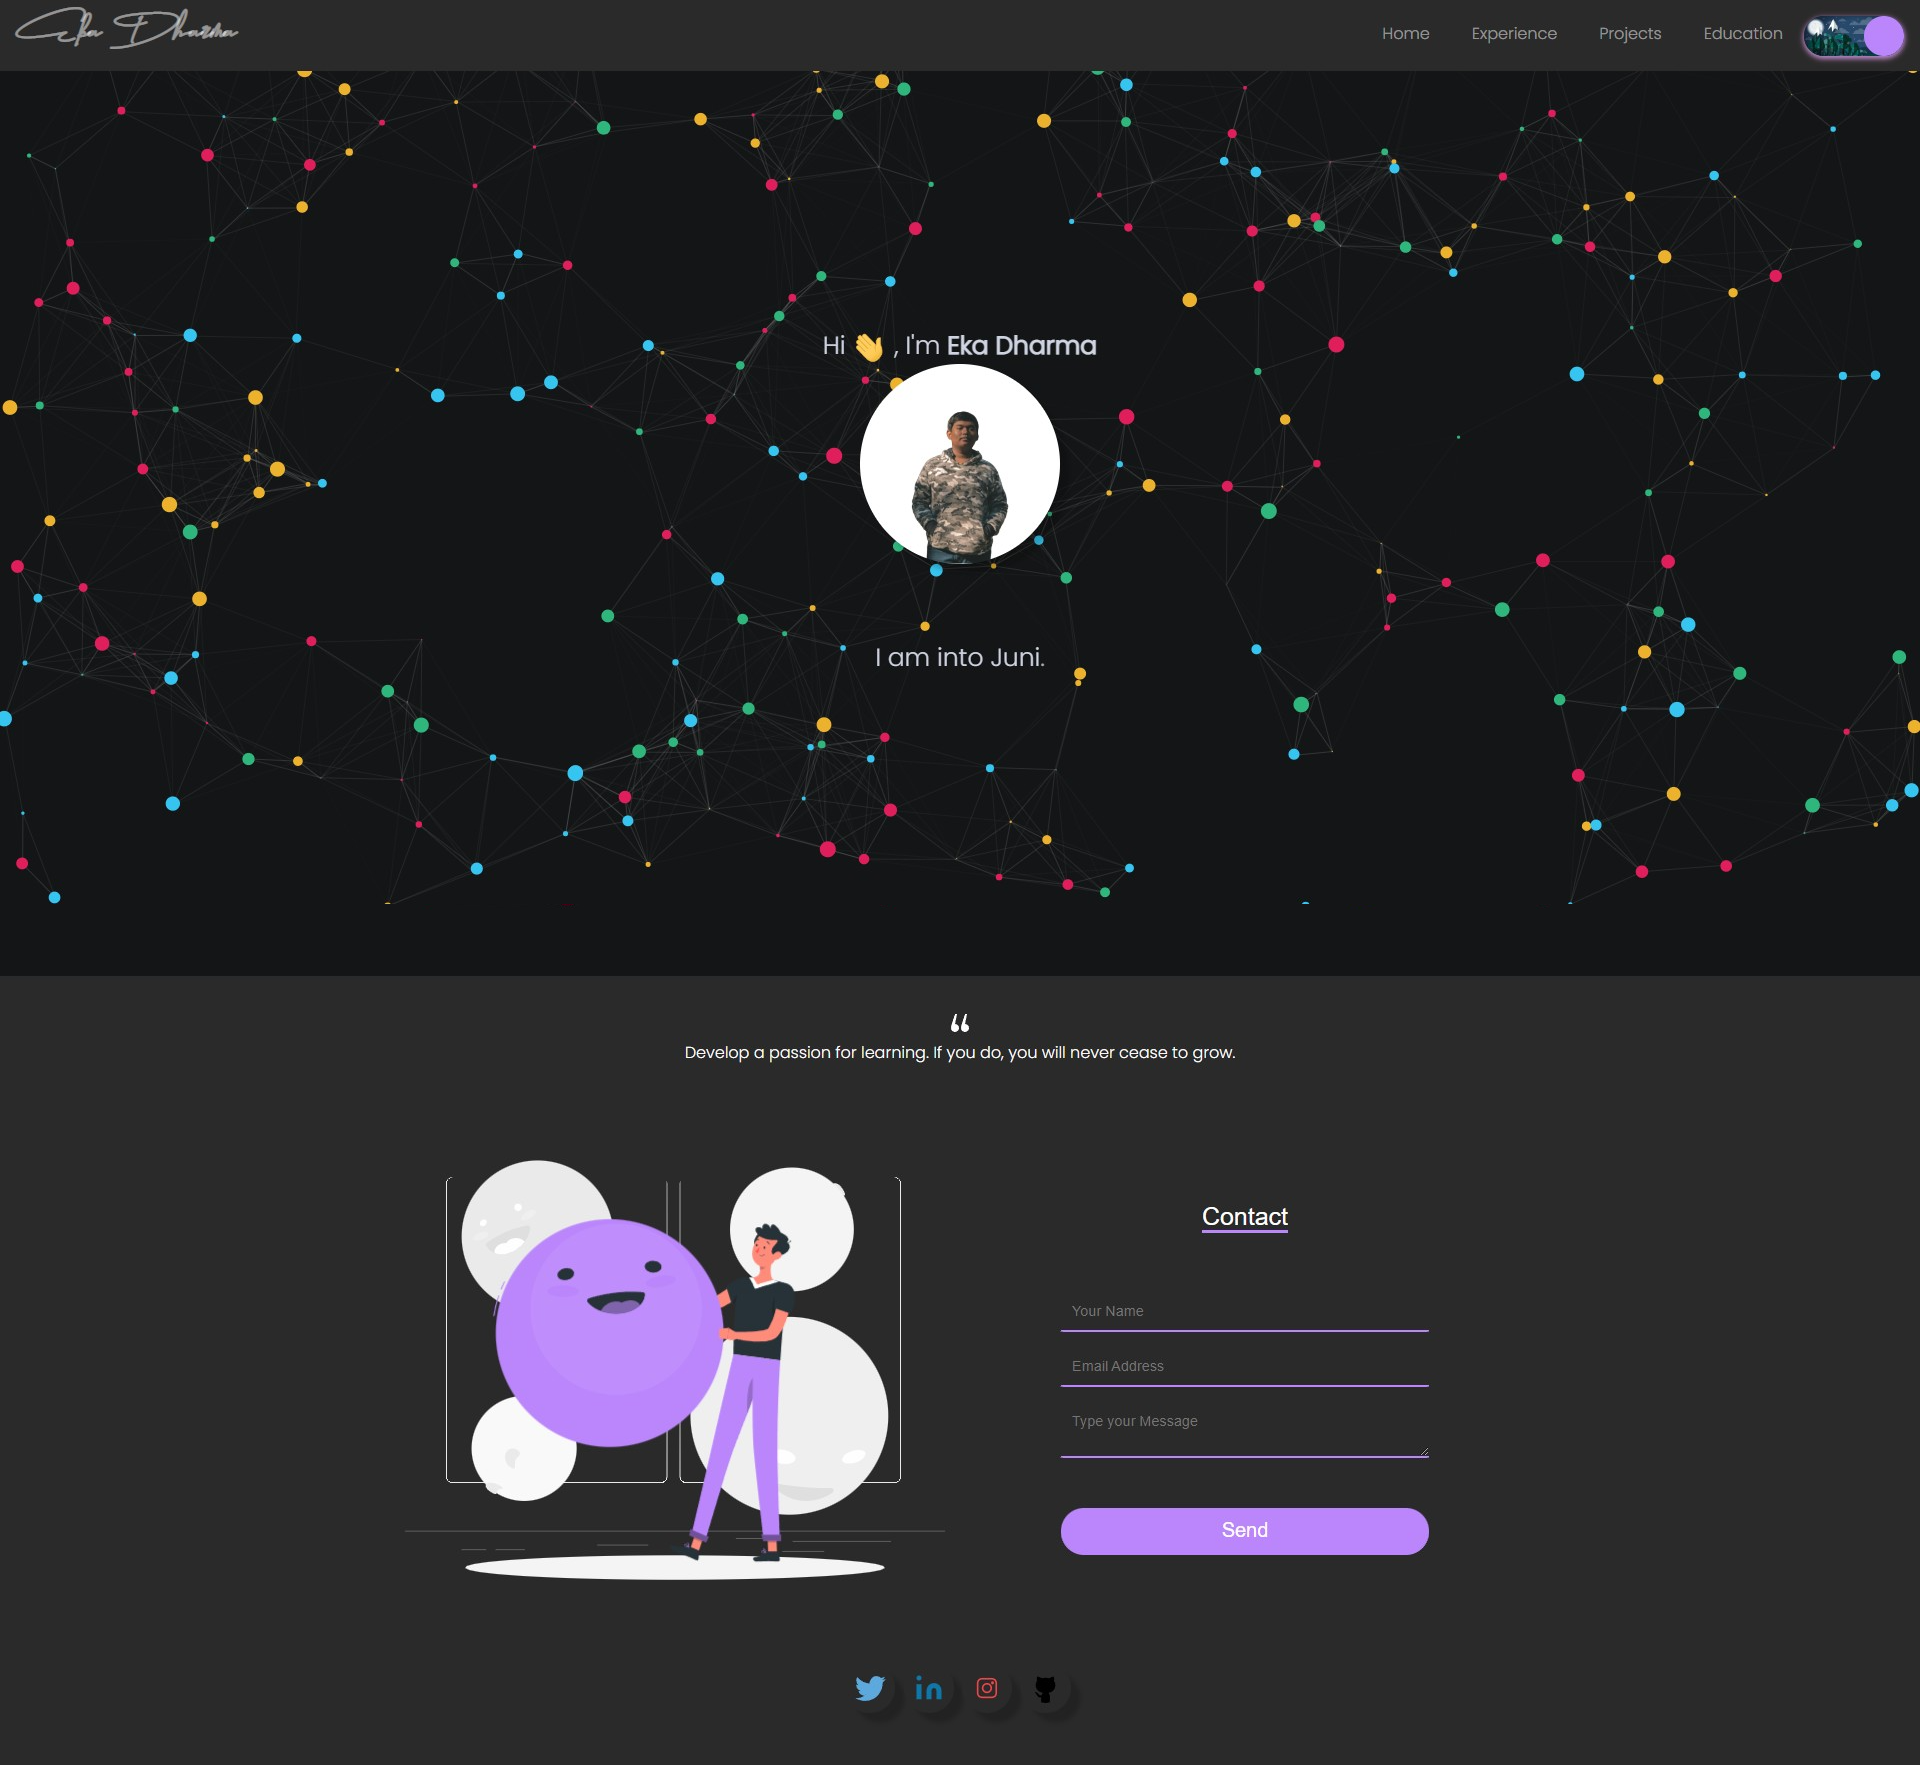 Eka Dharma
Home Experience Projects Education
Hi 👋 , I'm Eka Dharma
I am into Juni.
“
Develop a passion for learning. If you do, you will never cease to grow.
Contact
Your Name
Email Address
Type your Message
Send